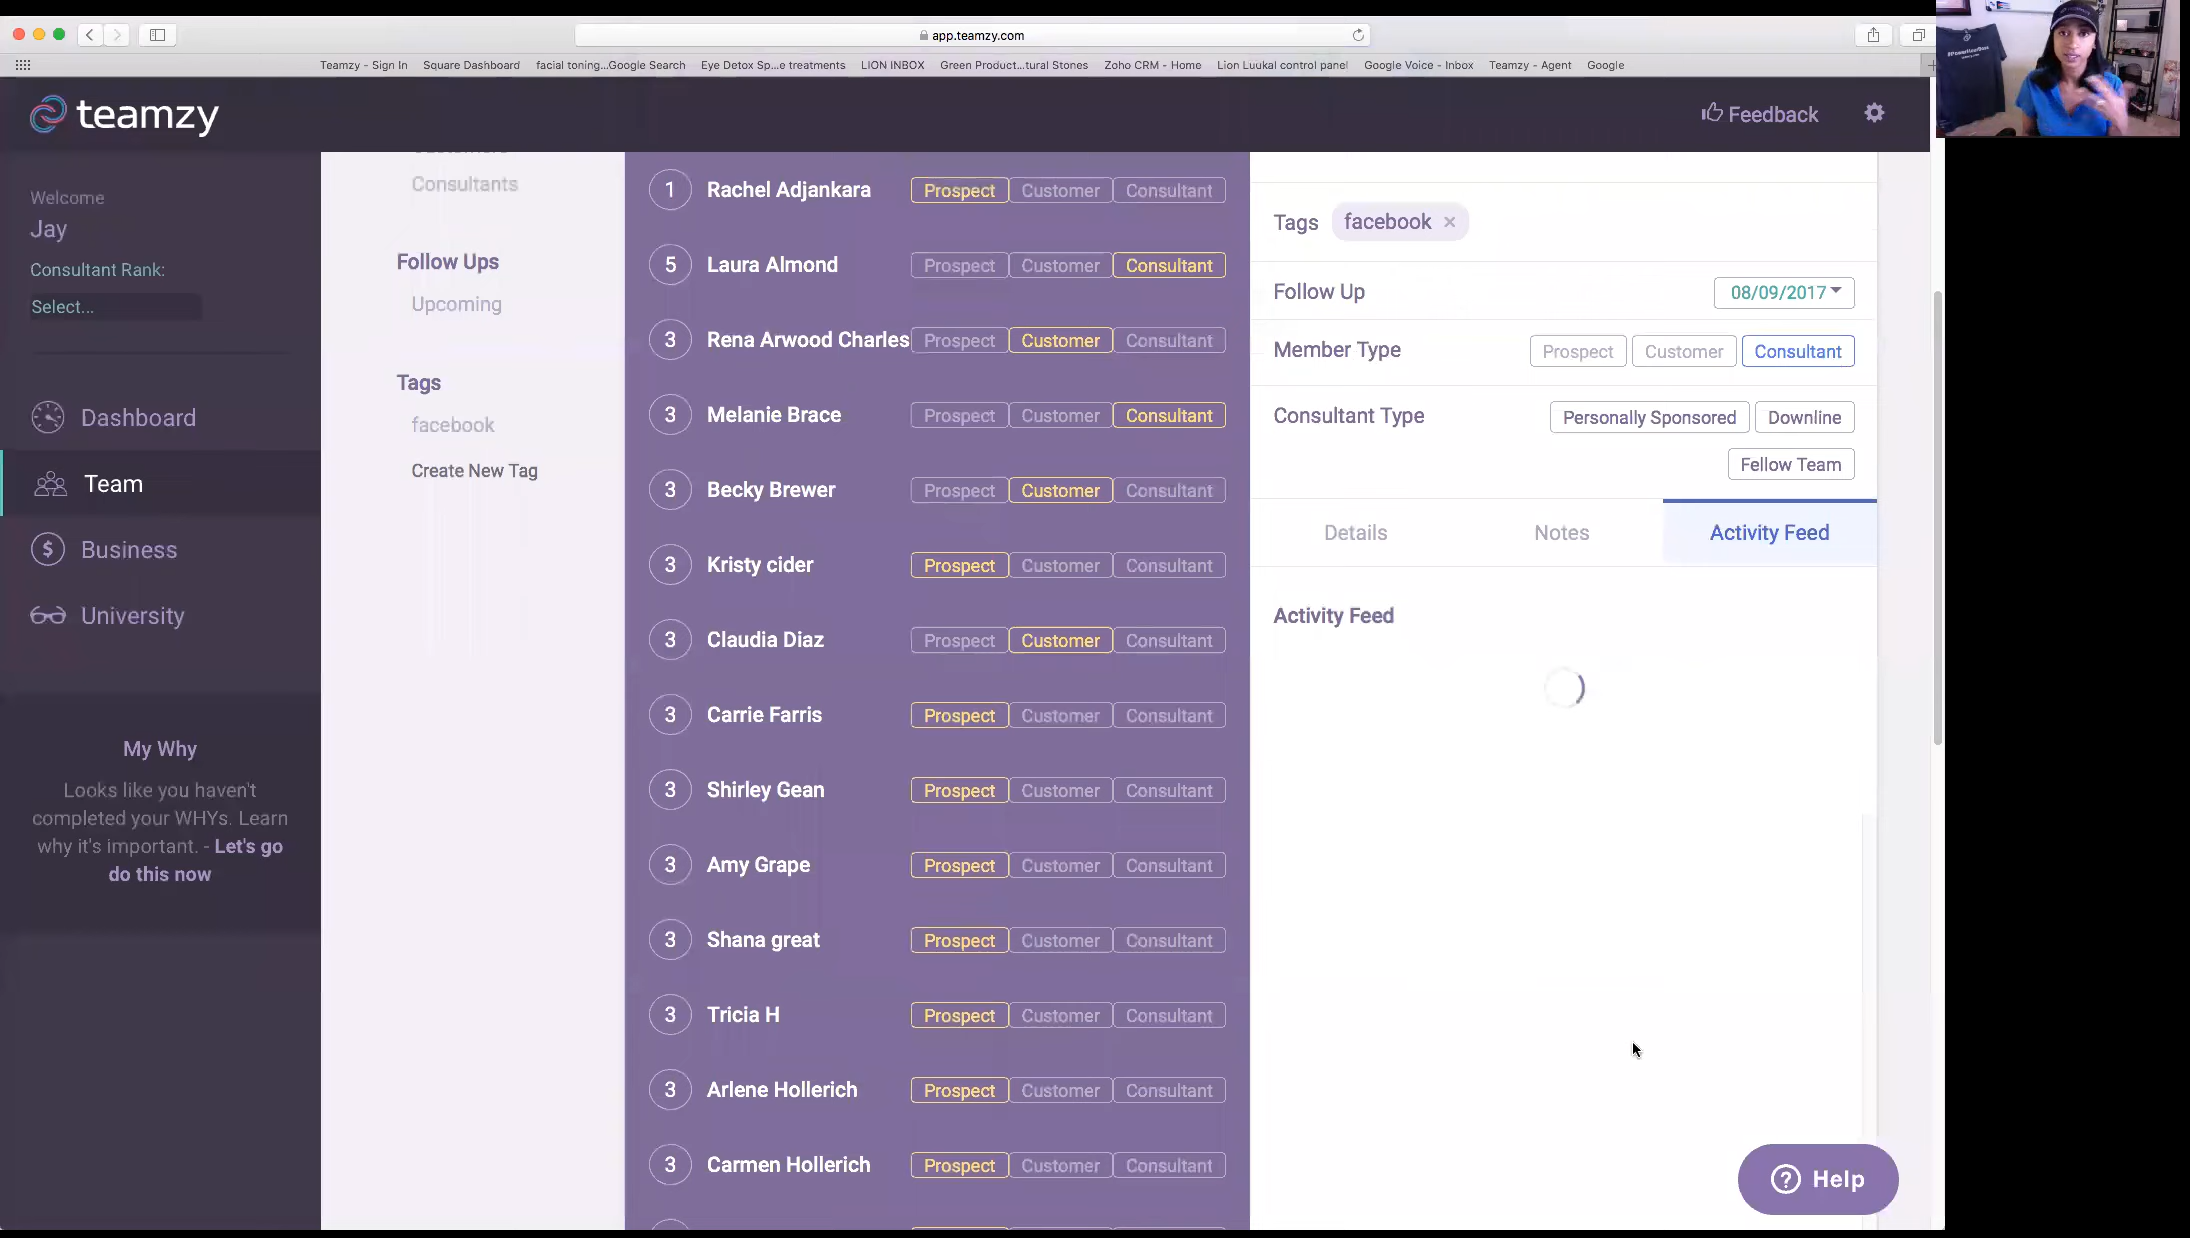 app.teamzy.com
Teamzy - Sign In Square Dashboard facial toning...Google Search Eye Detox Sp...e treatments LION INBOX Green Product...tural Stones Zoho CRM - Home Lion Luukal control panel Google Voice - Inbox Teamzy - Agent Google
teamzy
Feedback
Welcome
Jay
Consultant Rank:
Select...
Dashboard
Team
Business
University
My Why
Looks like you haven't
completed your WHYs. Learn
why it's important. - Let's go
do this now
Consultants
Follow Ups
Upcoming
Tags
facebook
Create New Tag
1 Rachel Adjankara Prospect Customer Consultant
5 Laura Almond Prospect Customer Consultant
3 Rena Arwood Charles Prospect Customer Consultant
3 Melanie Brace Prospect Customer Consultant
3 Becky Brewer Prospect Customer Consultant
3 Kristy cider Prospect Customer Consultant
3 Claudia Diaz Prospect Customer Consultant
3 Carrie Farris Prospect Customer Consultant
3 Shirley Gean Prospect Customer Consultant
3 Amy Grape Prospect Customer Consultant
3 Shana great Prospect Customer Consultant
3 Tricia H Prospect Customer Consultant
3 Arlene Hollerich Prospect Customer Consultant
3 Carmen Hollerich Prospect Customer Consultant
Tags facebook ×
Follow Up 08/09/2017
Member Type Prospect Customer Consultant
Consultant Type Personally Sponsored Downline
Fellow Team
Details Notes Activity Feed
Activity Feed
? Help